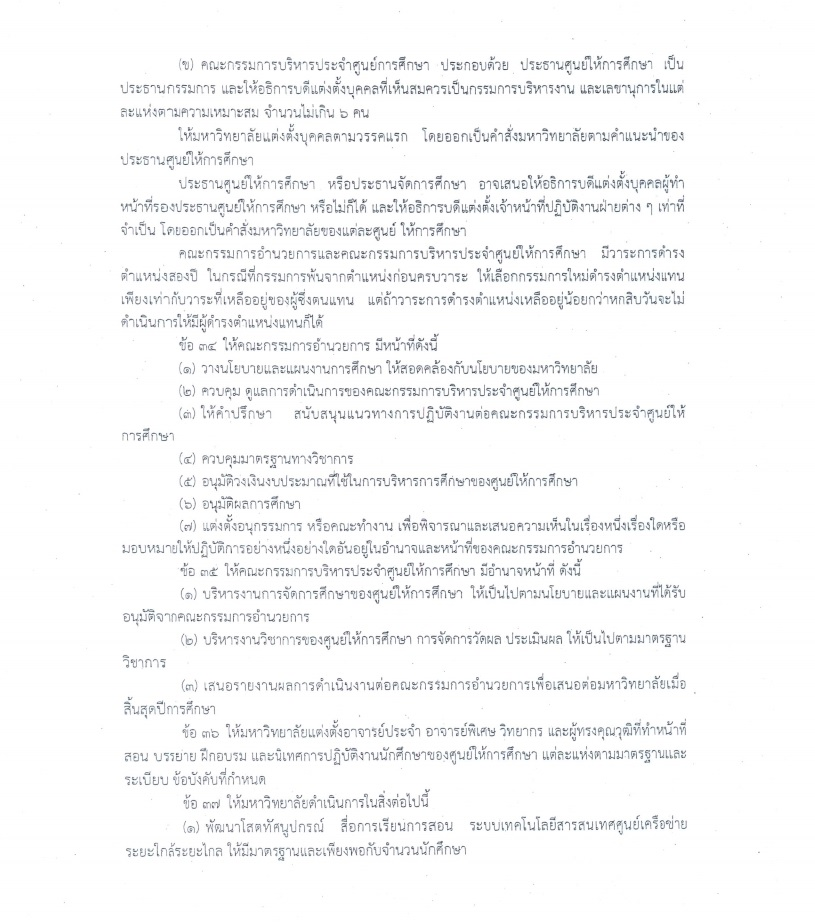 (ข) คณะกรรมการบริหารประจำศูนย์การศึกษา ประกอบด้วย ประธานศูนย์ให้การศึกษา เป็น
ประธานกรรมการ และให้อธิการบดีแต่งตั้งบุคคลที่เห็นสมควรเป็นกรรมการบริหารงาน และเลขานุการในแต่
ละแห่งตามความเหมาะสม จำนวนไม่เกิน ๖ คน
ให้มหาวิทยาลัยแต่งตั้งบุคคลตามวรรคแรก โดยออกเป็นคำสั่งมหาวิทยาลัยตามคำแนะนำของ
ประธานศูนย์ให้การศึกษา
ประธานศูนย์ให้การศึกษา หรือประธานจัดการศึกษา อาจเสนอให้อธิการบดีแต่งตั้งบุคคลผู้ทำ
หน้าที่รองประธานศูนย์ให้การศึกษา หรือไม่ก็ได้ และให้อธิการบดีแต่งตั้งเจ้าหน้าที่ปฏิบัติงานฝ่ายต่าง ๆ เท่าที่
จำเป็น โดยออกเป็นคำสั่งมหาวิทยาลัยของแต่ละศูนย์ ให้การศึกษา
คณะกรรมการอำนวยการและคณะกรรมการบริหารประจำศูนย์ให้การศึกษา มีวาระการดำรง
ตำแหน่งสองปี ในกรณีที่กรรมการพ้นจากตำแหน่งก่อนครบวาระ ให้เลือกกรรมการใหม่ดำรงตำแหน่งแทน
เพียงเท่ากับวาระที่เหลืออยู่ของผู้ซึ่งตนแทน แต่ถ้าวาระการดำรงตำแหน่งเหลืออยู่น้อยกว่าหกสิบวันจะไม่
ดำเนินการให้มีผู้ดำรงตำแหน่งแทนก็ได้
ข้อ ๓๔ ให้คณะกรรมการอำนวยการ มีหน้าที่ดังนี้
(๑) วางนโยบายและแผนงานการศึกษา ให้สอดคล้องกับนโยบายของมหาวิทยาลัย
(๒) ควบคุม ดูแลการดำเนินการของคณะกรรมการบริหารประจำศูนย์ให้การศึกษา
(๓) ให้คำปรึกษา สนับสนุนแนวทางการปฏิบัติงานต่อคณะกรรมการบริหารประจำศูนย์ให้
การศึกษา
(๔) ควบคุมมาตรฐานทางวิชาการ
(๕) อนุมัติวงเงินงบประมาณที่ใช้ในการบริหารการศึกษาของศูนย์ให้การศึกษา
(๖) อนุมัติผลการศึกษา
(๗) แต่งตั้งอนุกรรมการ หรือคณะทำงาน เพื่อพิจารณาและเสนอความเห็นในเรื่องหนึ่งเรื่องใดหรือ
มอบหมายให้ปฏิบัติการอย่างหนึ่งอย่างใดอันอยู่ในอำนาจและหน้าที่ของคณะกรรมการอำนวยการ
ข้อ ๓๕ ให้คณะกรรมการบริหารประจำศูนย์ให้การศึกษา มีอำนาจหน้าที่ ดังนี้
(๑) บริหารงานการจัดการศึกษาของศูนย์ให้การศึกษา ให้เป็นไปตามนโยบายและแผนงานที่ได้รับ
อนุมัติจากคณะกรรมการอำนวยการ
(๒) บริหารงานวิชาการของศูนย์ให้การศึกษา การจัดการวัดผล ประเมินผล ให้เป็นไปตามมาตรฐาน
วิชาการ
(๓) เสนอรายงานผลการดำเนินงานต่อคณะกรรมการอำนวยการเพื่อเสนอต่อมหาวิทยาลัยเมื่อ
สิ้นสุดปีการศึกษา
ข้อ ๓๖ ให้มหาวิทยาลัยแต่งตั้งอาจารย์ประจำ อาจารย์พิเศษ วิทยากร และผู้ทรงคุณวุฒิที่ทำหน้าที่
สอน บรรยาย ฝึกอบรม และนิเทศการปฏิบัติงานนักศึกษาของศูนย์ให้การศึกษา แต่ละแห่งตามมาตรฐานและ
ระเบียบ ข้อบังคับที่กำหนด
ข้อ ๓๗ ให้มหาวิทยาลัยดำเนินการในสิ่งต่อไปนี้
(๑) พัฒนาโสตทัศนูปกรณ์ สื่อการเรียนการสอน ระบบเทคโนโลยีสารสนเทศศูนย์เครือข่าย
ระยะใกล้ระยะไกล ให้มีมาตรฐานและเพียงพอกับจำนวนนักศึกษา